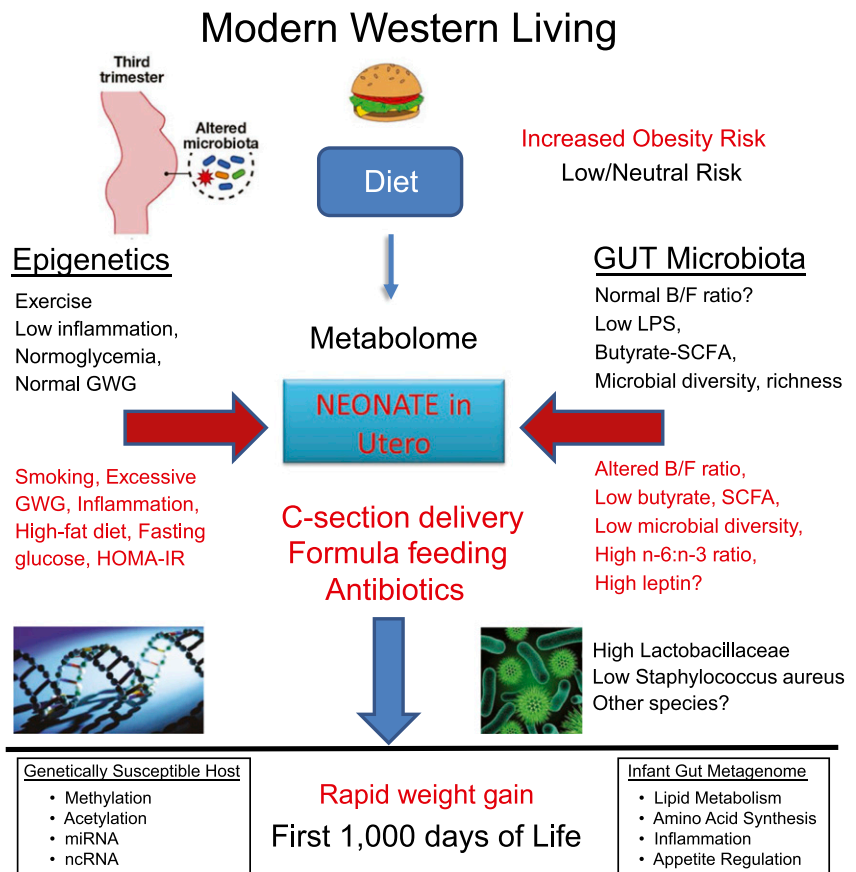 Modern Western Living
Third
trimester
Altered
microbiota
Diet
Increased Obesity Risk
Low/Neutral Risk
Epigenetics
Exercise
Low inflammation,
Normoglycemia,
Normal GWG
Metabolome
GUT Microbiota
Normal B/F ratio?
Low LPS,
Butyrate-SCFA,
Microbial diversity, richness
NEONATE in
Utero
Smoking, Excessive
GWG, Inflammation,
High-fat diet, Fasting
glucose, HOMA-IR
C-section delivery
Formula feeding
Antibiotics
Altered B/F ratio,
Low butyrate, SCFA,
Low microbial diversity,
High n-6:n-3 ratio,
High leptin?
High Lactobacillaceae
Low Staphylococcus aureus
Other species?
Genetically Susceptible Host
• Methylation
• Acetylation
• miRNA
• ncRNA
Rapid weight gain
First 1,000 days of Life
Infant Gut Metagenome
• Lipid Metabolism
• Amino Acid Synthesis
• Inflammation
• Appetite Regulation